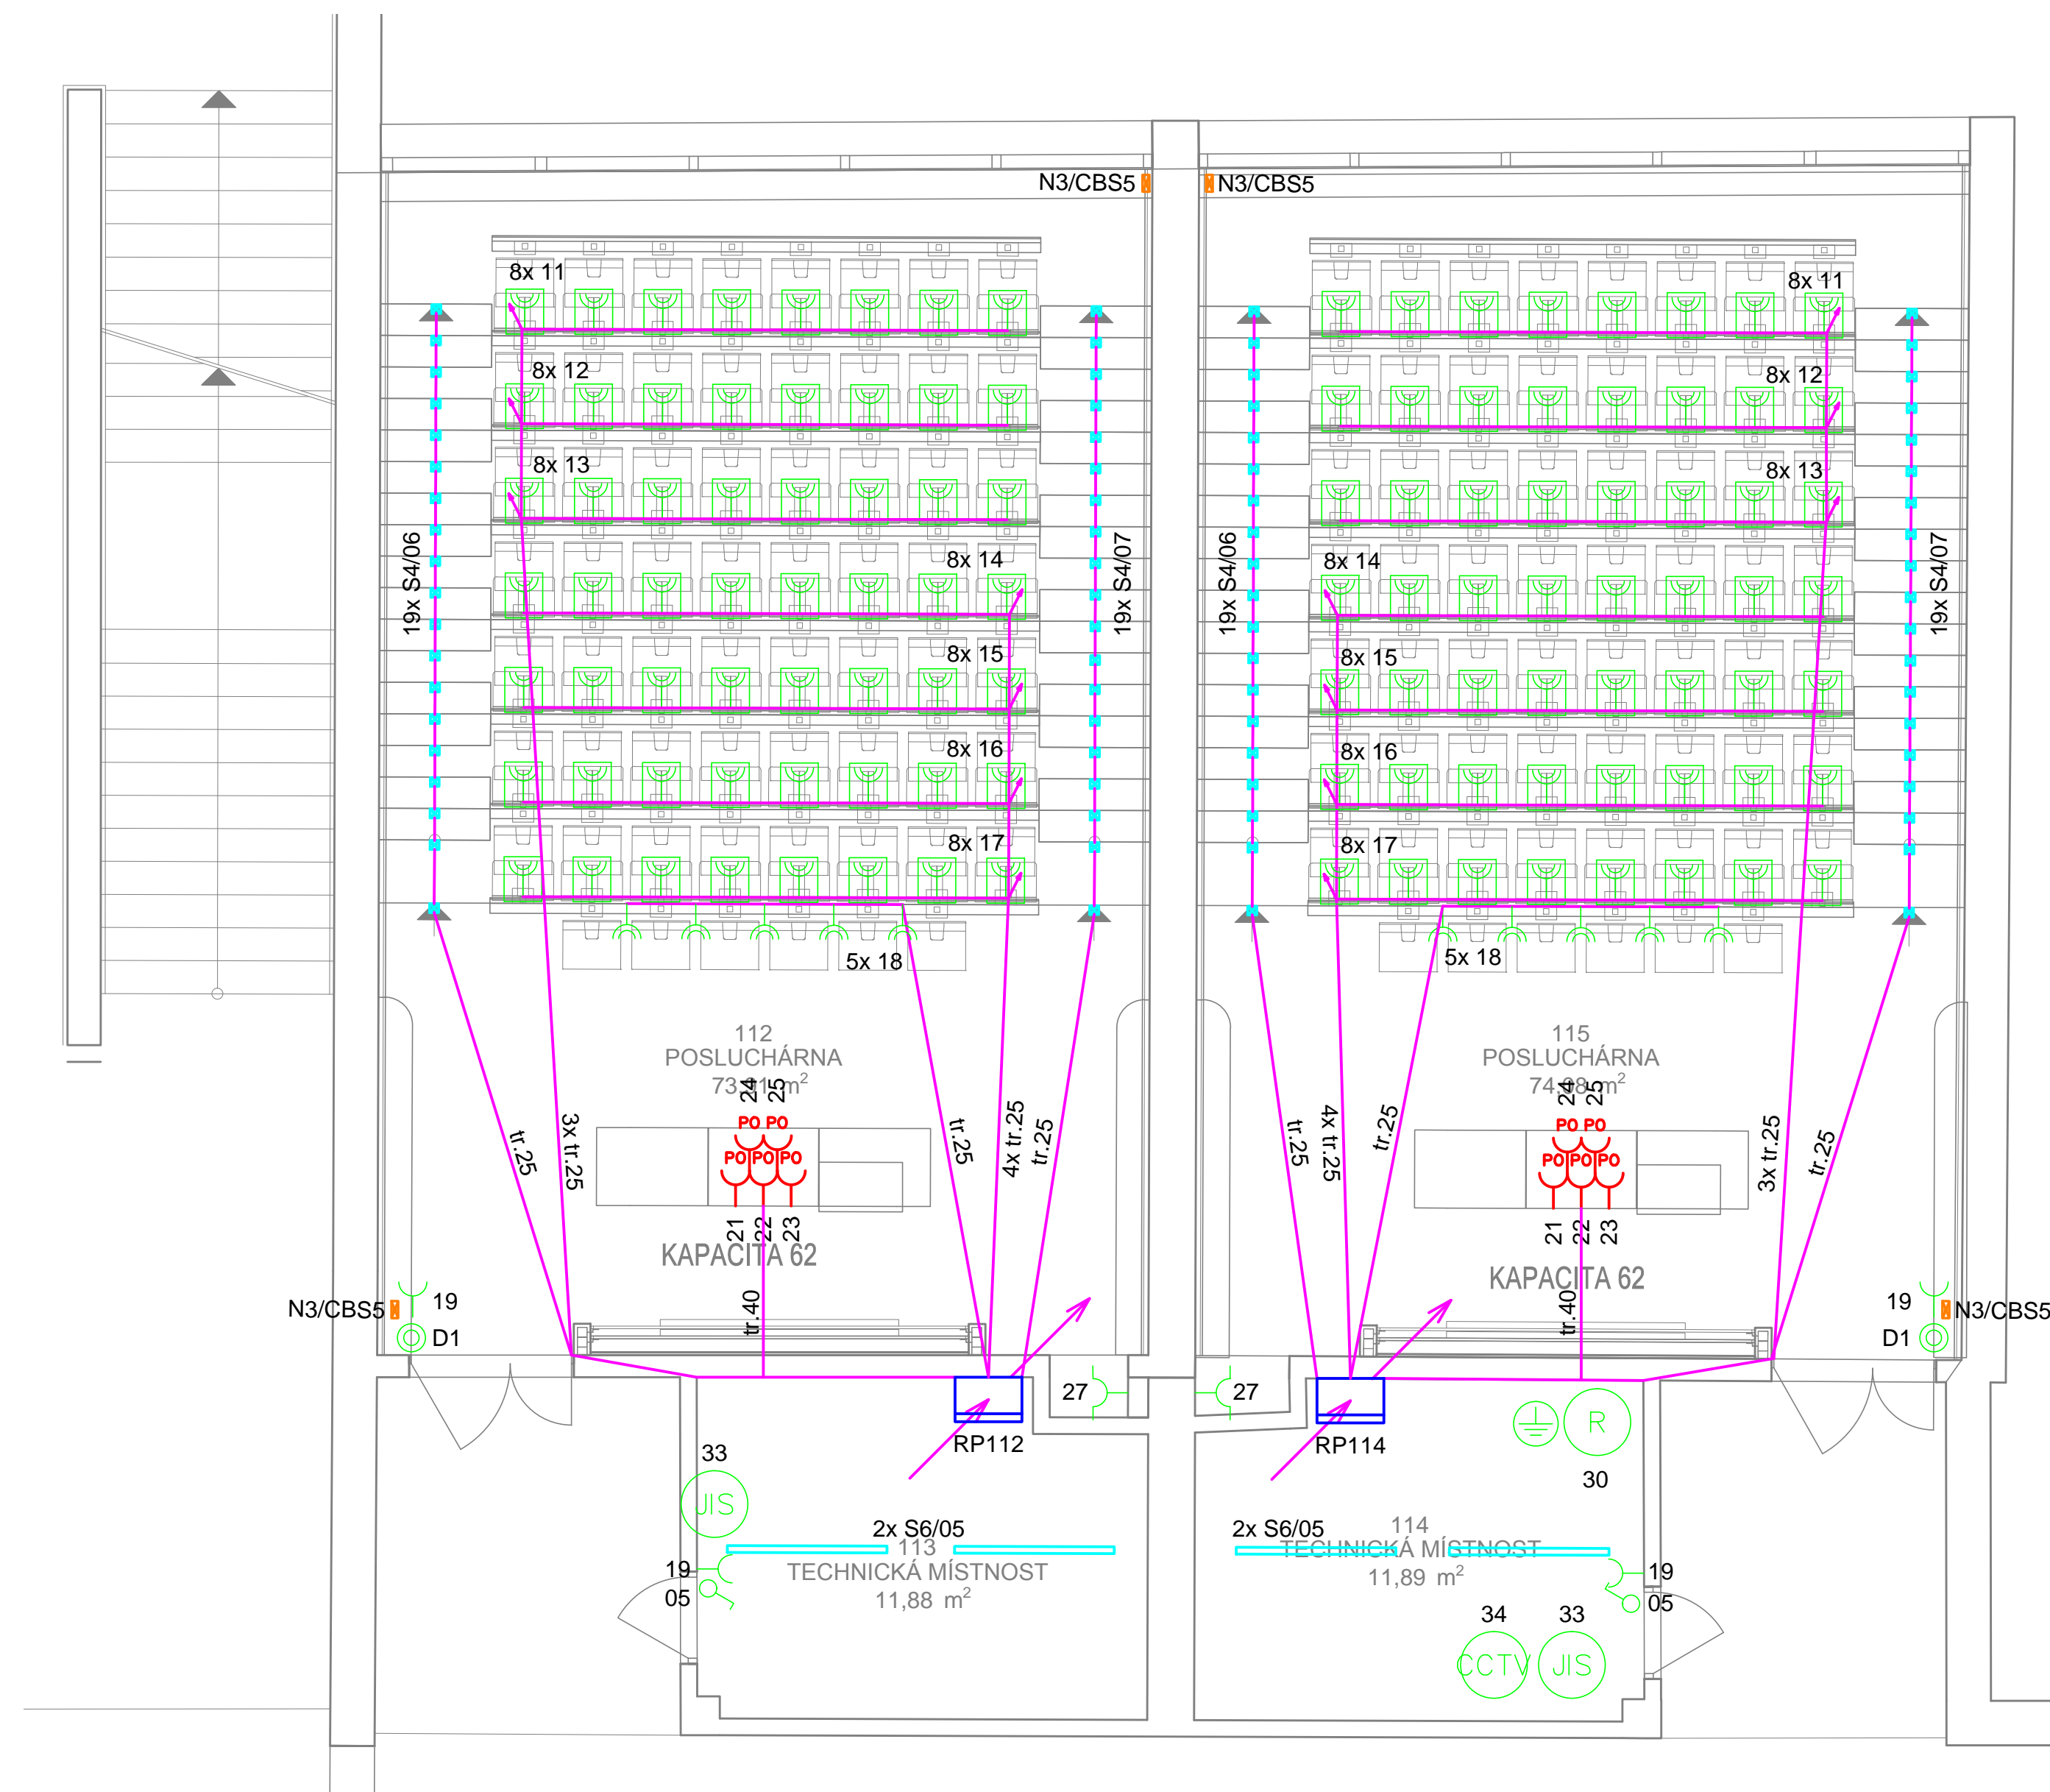 N3/CBS5
N3/CBS5
8x 11
8x 12
8x 13
8x 14
8x 15
8x 16
8x 17
5x 18
19x S4/06
19x S4/07
112
POSLUCHÁRNA
m²
24
25
PO PO
PO PO PO
21
22
23
KAPACITA 62
tr.25
3x tr.25
tr.40
tr.25
4x tr.25
tr.25
N3/CBS5
19
D1
27
RP112
33
JIS
2x S6/05
113
TECHNICKÁ MÍSTNOST
11,88 m²
19
05
8x 11
8x 12
8x 13
8x 14
8x 15
8x 16
8x 17
5x 18
19x S4/06
19x S4/07
115
POSLUCHÁRNA
m²
24
25
PO PO
PO PO PO
21
22
23
KAPACITA 62
tr.25
4x tr.25
tr.25
tr.40
3x tr.25
tr.25
19
N3/CBS5
D1
27
RP114
R
30
2x S6/05
114
TECHNICKÁ MÍSTNOST
11,89 m²
19
05
34
33
CCTV
JIS